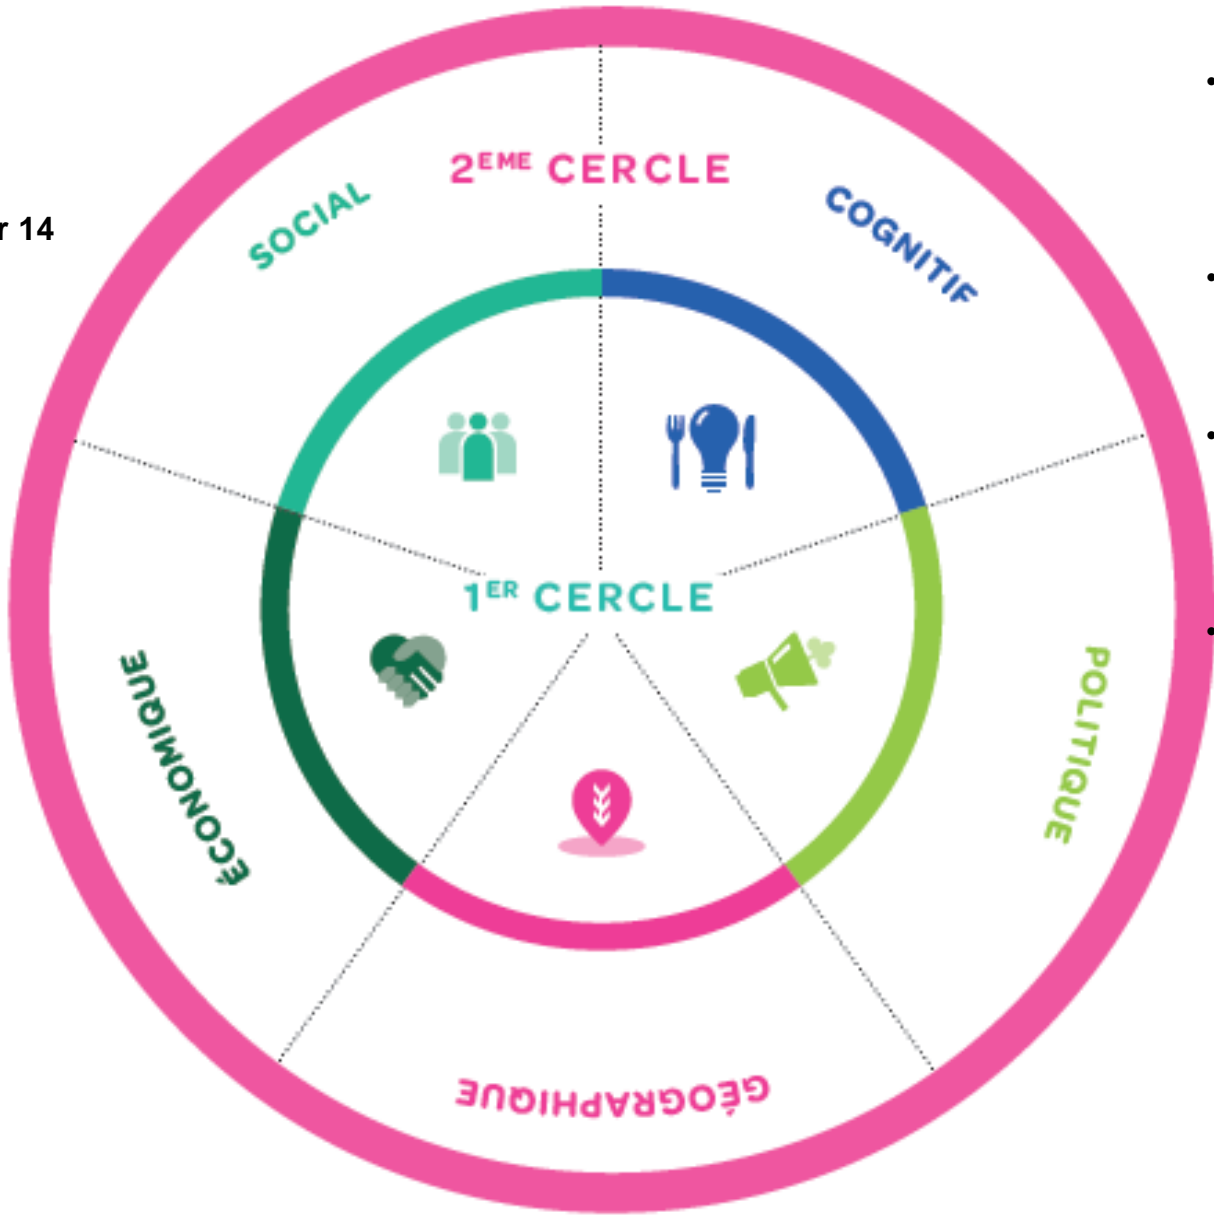 2EME CERCLE
SOCIAL
COGNITIF
r 14
1ER CERCLE
ÉCONOMIQUE
POLITIQUE
GÉOGRAPHIQUE